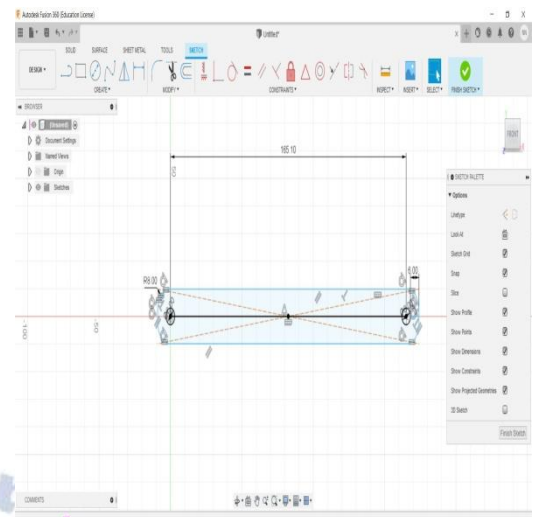 Autodesk Fusion 360 (Education License)
Untitled*
SOLID SURFACE SHEET METAL TOOLS SKETCH
DESIGN
CREATE MODIFY CONSTRAINTS INSPECT INSERT SELECT FINISH SKETCH
BROWSER
(Unsaved)
Document Settings
Named Views
Origin
Sketches
FRONT
165.10
50
SKETCH PALETTE
Options
Linetype
Look At
Sketch Grid
Snap
Slice
Show Profile
Show Points
Show Dimensions
Show Constraints
Show Projected Geometries
3D Sketch
Finish Sketch
R8.00
6.00
-100
-50
COMMENTS